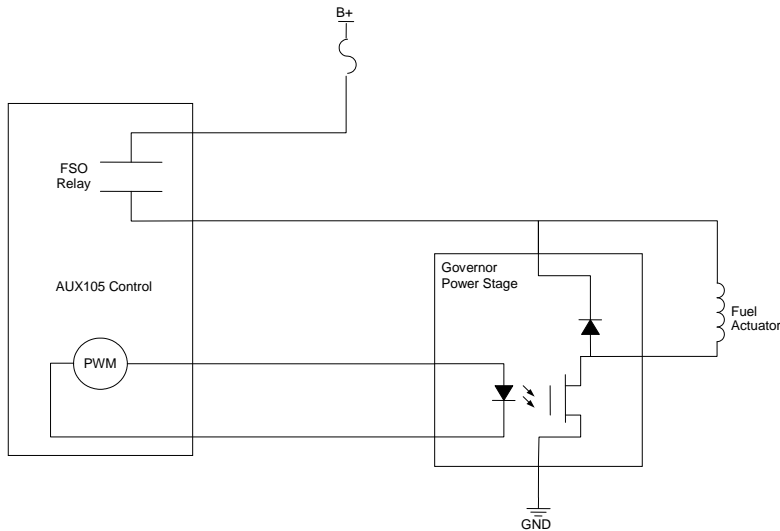 B+
FSO
Relay
AUX105 Control
Governor
Power Stage
Fuel
Actuator
PWM
GND